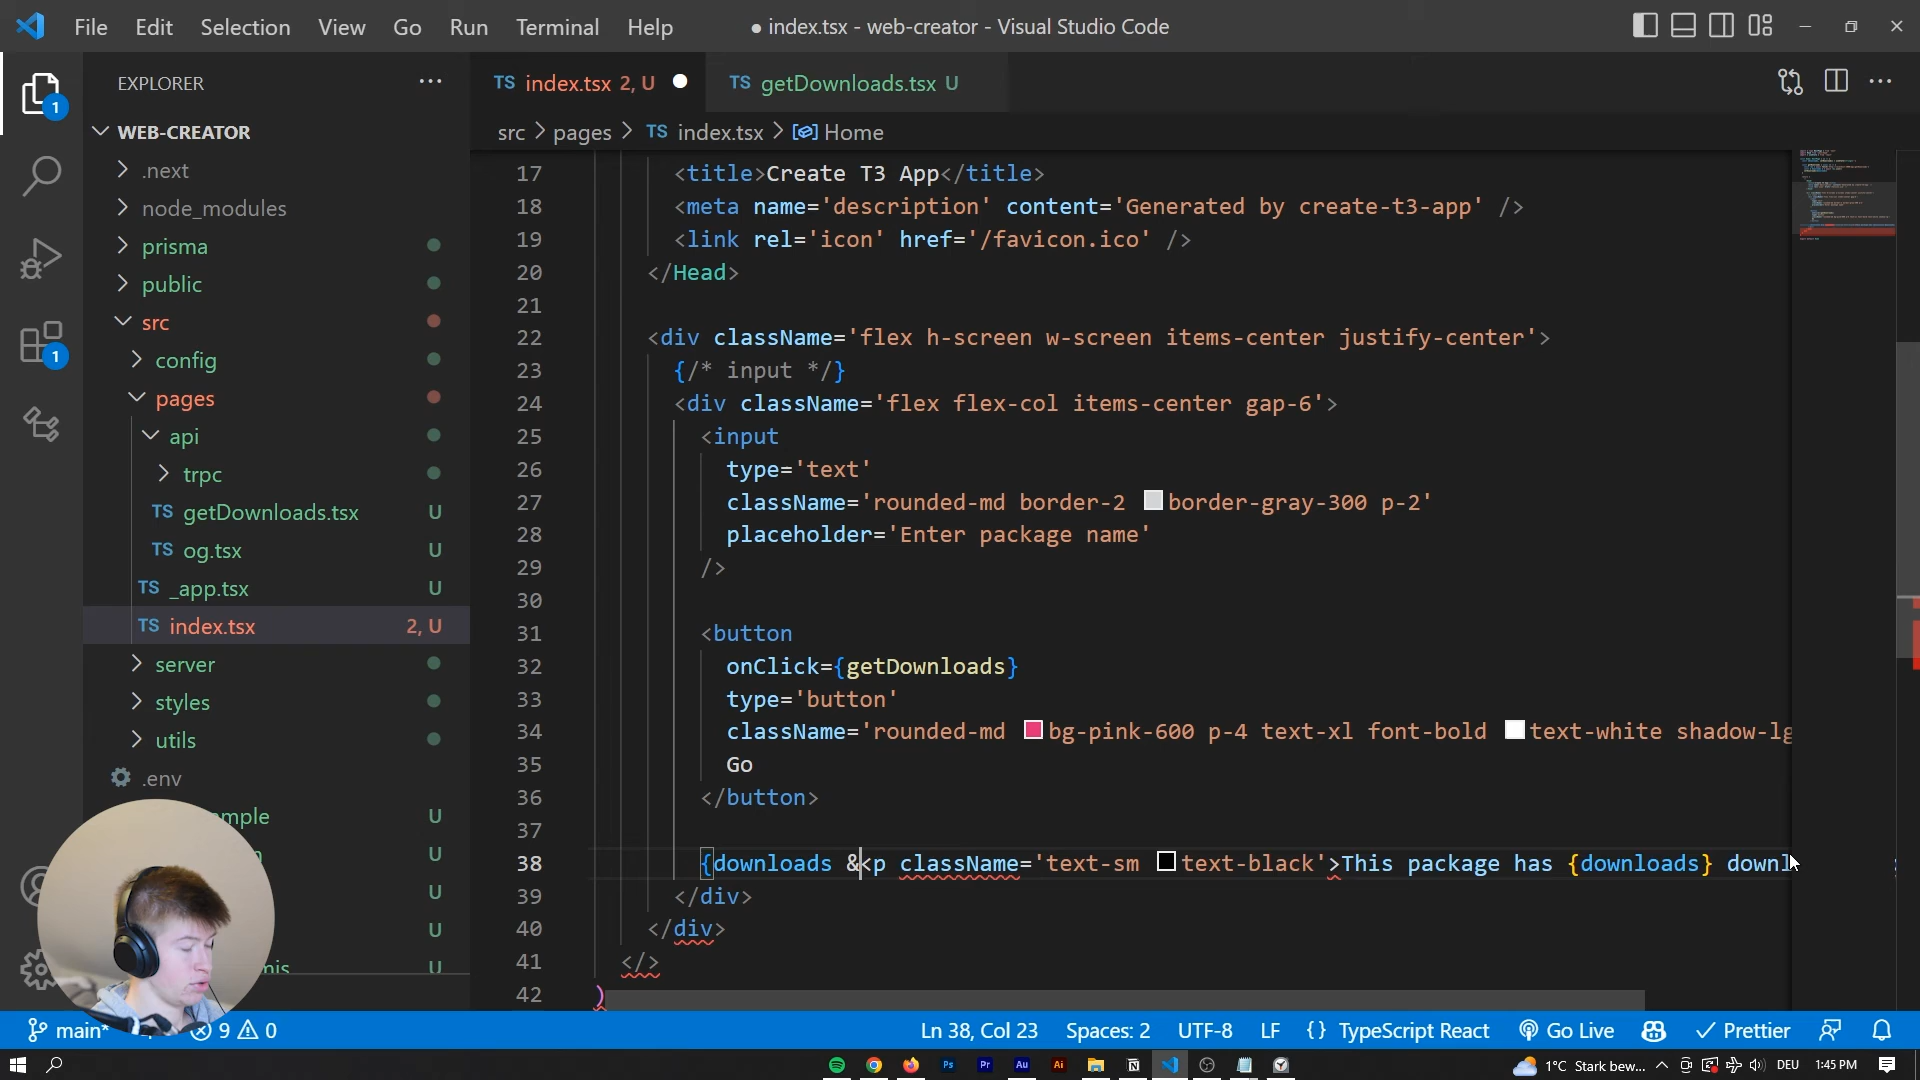 File Edit Selection View Go Run Terminal Help
● index.tsx - web-creator - Visual Studio Code
EXPLORER
WEB-CREATOR
.next
node_modules
prisma
public
src
config
pages
api
trpc
TS getDownloads.tsx U
TS og.tsx U
TS _app.tsx U
TS index.tsx 2, U
server
styles
utils
.env
ample U
U
U
U
U
1
1
TS index.tsx 2, U
TS getDownloads.tsx U
src > pages > TS index.tsx > Home
17 <title>Create T3 App</title>
18 <meta name='description' content='Generated by create-t3-app' />
19 <link rel='icon' href='/favicon.ico' />
20 </Head>
21
22 <div className='flex h-screen w-screen items-center justify-center'>
23 {/* input */}
24 <div className='flex flex-col items-center gap-6'>
25 <input
26 type='text'
27 className='rounded-md border-2 border-gray-300 p-2'
28 placeholder='Enter package name'
29 />
30
31 <button
32 onClick={getDownloads}
33 type='button'
34 className='rounded-md bg-pink-600 p-4 text-xl font-bold text-white shadow-lg
35 Go
36 </button>
37
38 {downloads &<p className='text-sm text-black'>This package has {downloads} downl
39 </div>
40 </div>
41 </>
42 )
main* 9 0
Ln 38, Col 23 Spaces: 2 UTF-8 LF {} TypeScript React Go Live Prettier
Ps Pr Au Ai
1°C Stark bew... DEU 1:45 PM